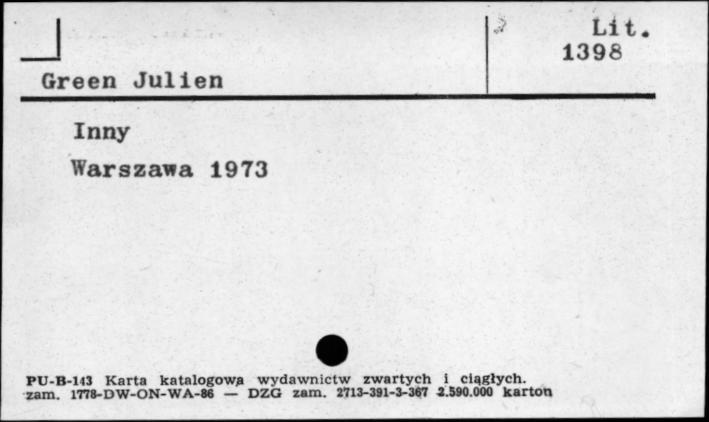 Lit.
1398
Green Julien
Inny
Warszawa 1973
PU-B-143 Karta katalogowa wydawnictw zwartych i ciągłych.
zam. 1778-DW-ON-WA-86 — DZG zam. 2713-391-3-367 2.590.000 karton